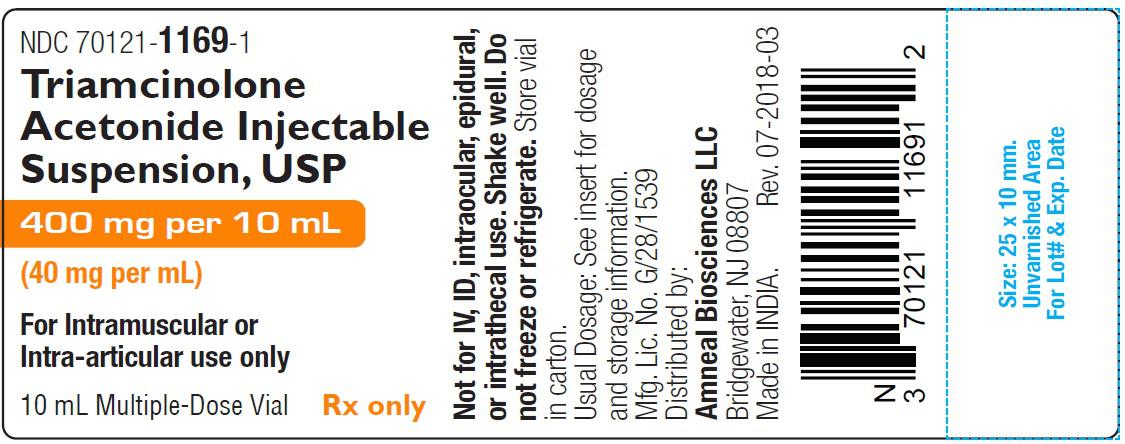 NDC 70121-1169-1
Triamcinolone
Acetonide Injectable
Suspension, USP
400 mg per 10 mL
(40 mg per mL)
For Intramuscular or
Intra-articular use only
10 mL Multiple-Dose Vial Rx only
Not for IV, ID, intraocular, epidural,
or intrathecal use. Shake well. Do
not freeze or refrigerate. Store vial
in carton.
Usual Dosage: See insert for dosage
and storage information.
Mfg. Lic. No. G/28/1539
Distributed by:
Amneal Biosciences LLC
Bridgewater, NJ 08807
Made in INDIA. Rev. 07-2018-03
N
3 70121 11691 2
Size: 25 x 10 mm.
Unvarnished Area
For Lot# & Exp. Date